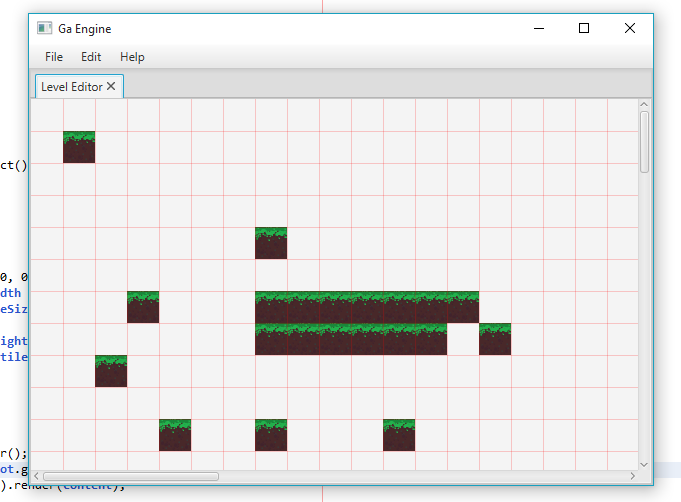 Ga Engine
File Edit Help
Level Editor
ct()
0, 0
dth
eSiz
ight
tile
r();
ot.g
).render(content);